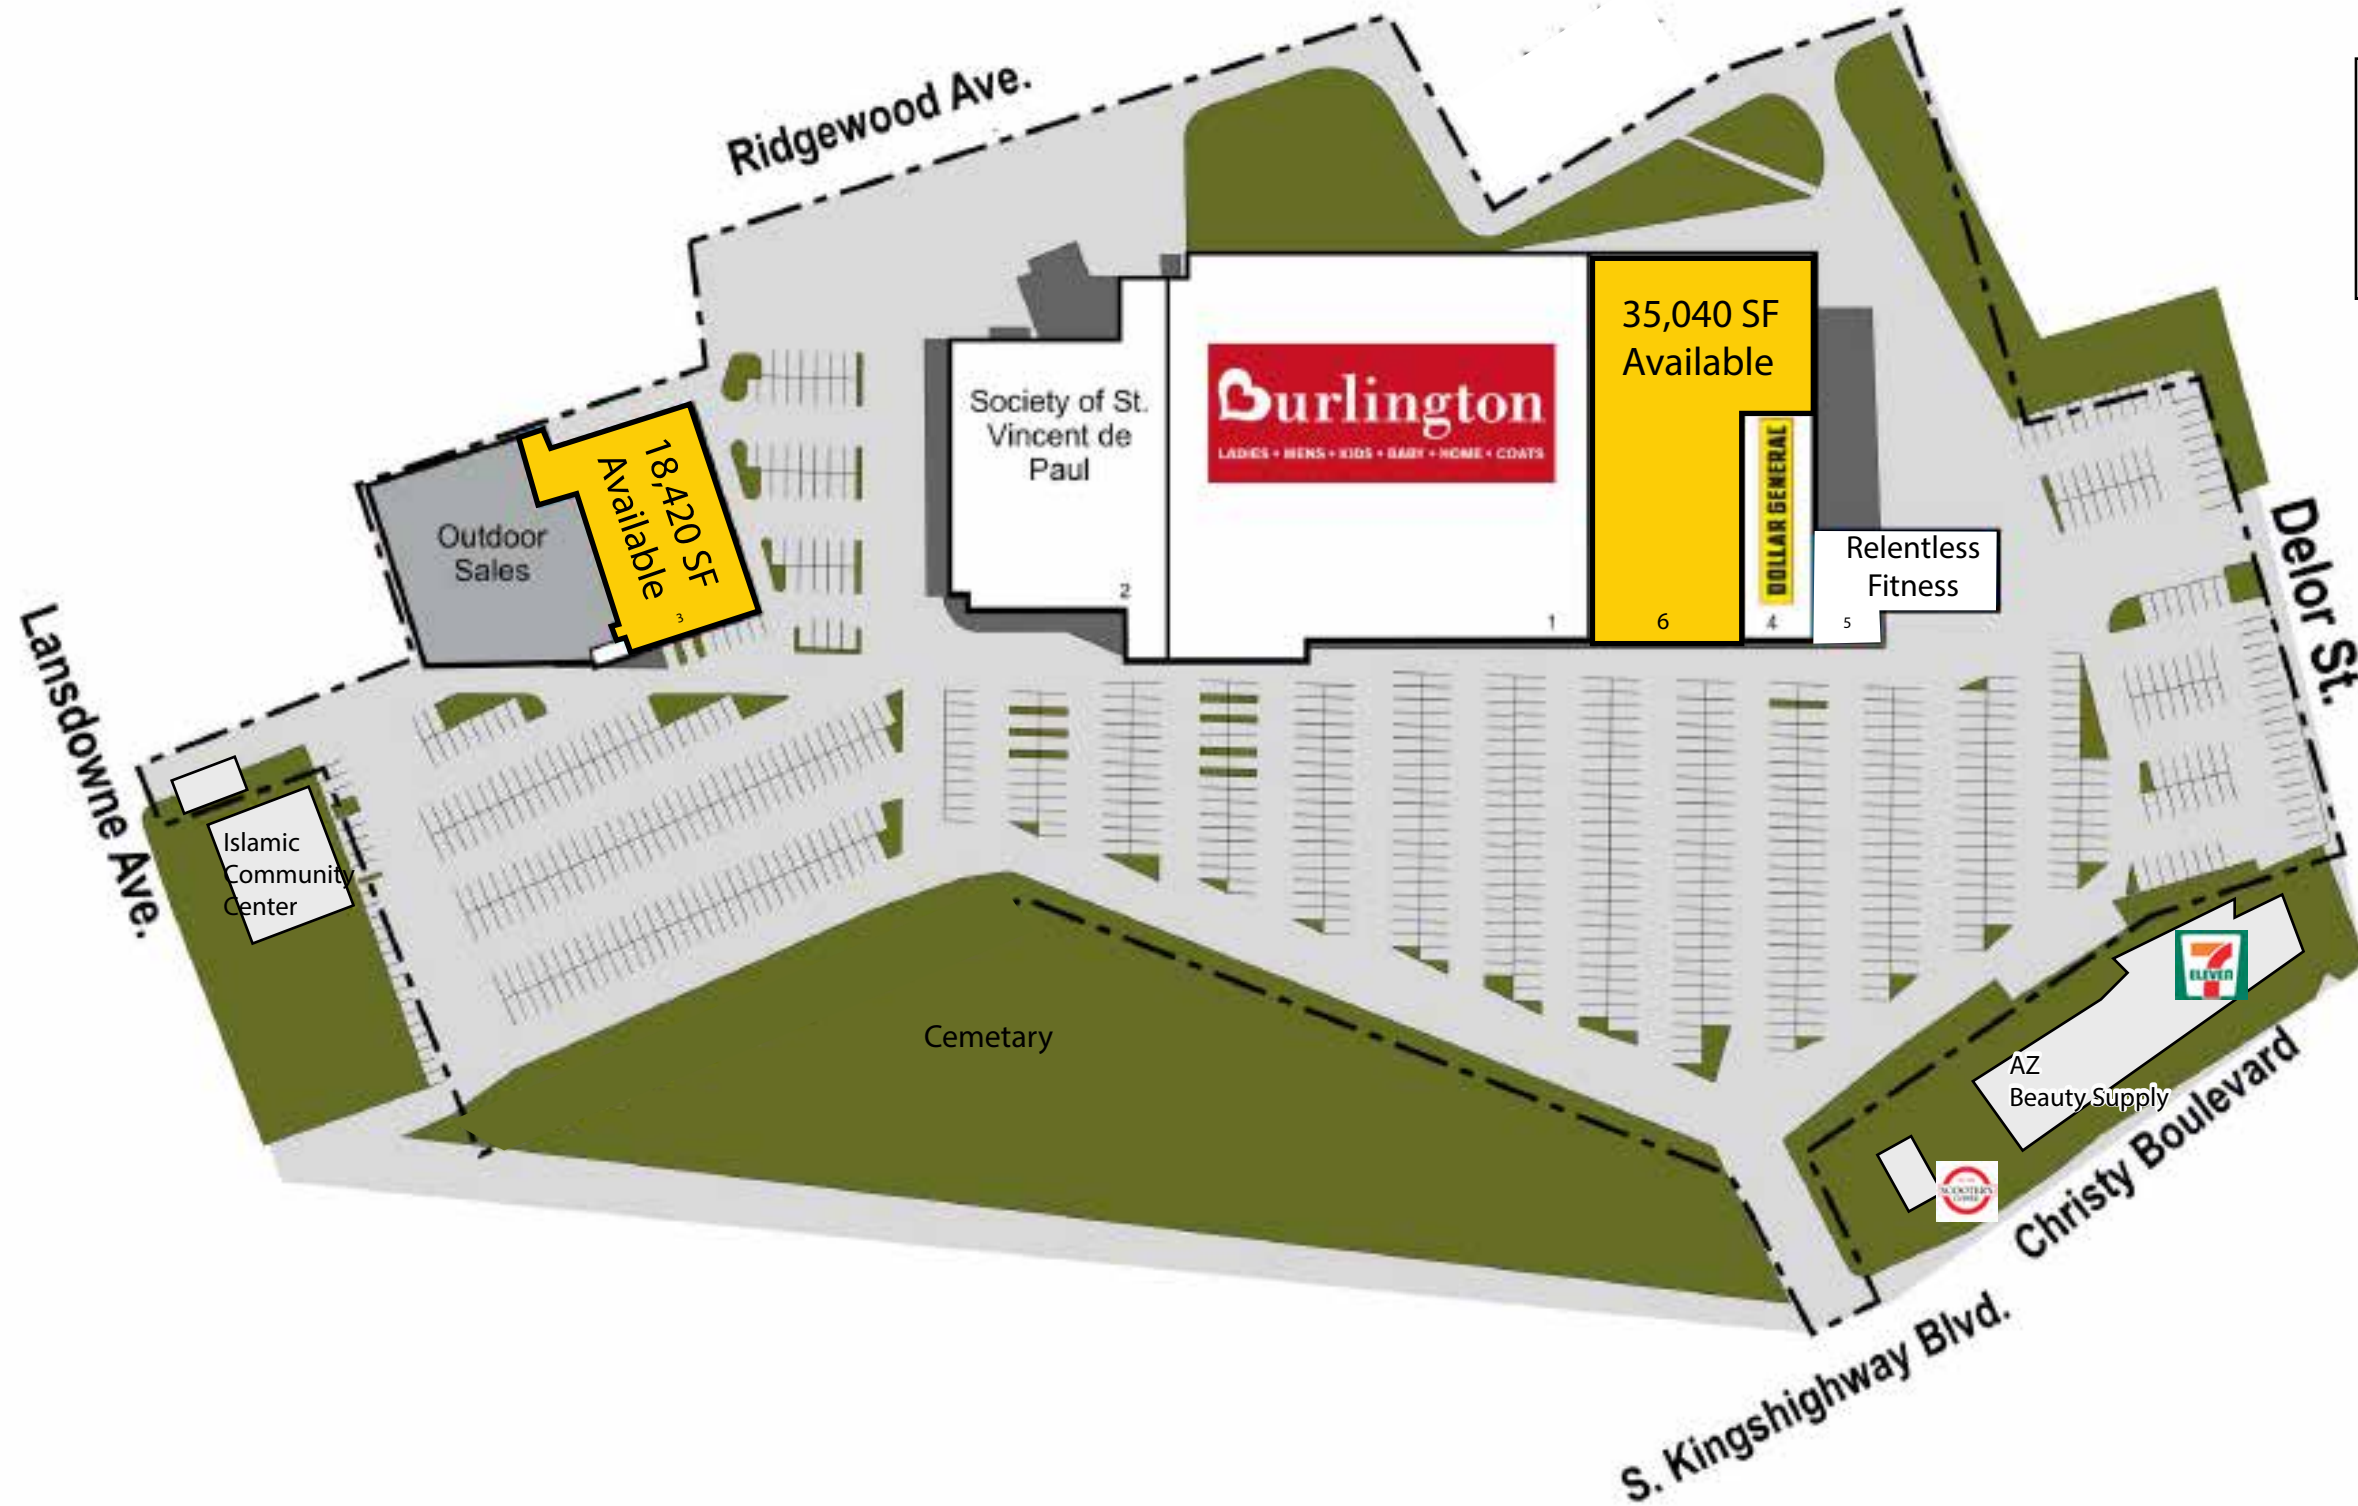 Ridgewood Ave.
35,040 SF
Available
Burlington
LADIES • MENS • KIDS • BABY • HOME • COATS
Society of St.
Vincent de
Paul
18,420 SF
Available
Outdoor
Sales
DOLLAR GENERAL
Relentless
Fitness
Delor St.
2
1
6
4
5
3
Lansdowne Ave.
Islamic
Community
Center
Cemetary
7
ELEVEN
AZ
Beauty Supply
SCOOTER'S
Christy Boulevard
S. Kingshighway Blvd.